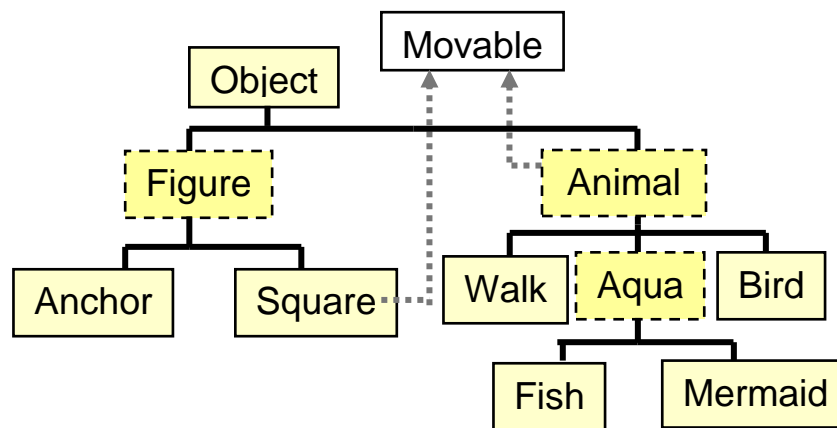 Movable
Object
Figure
Animal
Anchor
Square
Walk
Aqua
Bird
Fish
Mermaid